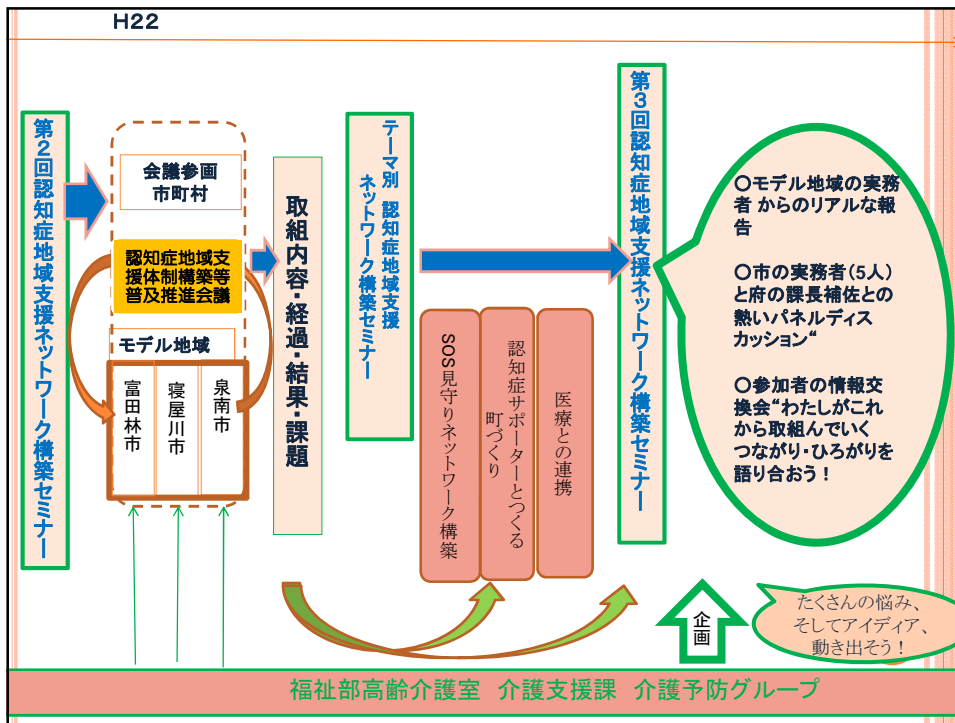 H22
第2回認知症地域支援ネットワーク構築セミナー
会議参画
市町村
認知症地域支
援体制構築等
普及推進会議
モデル地域
富田林市
寝屋川市
泉南市
取組内容・経過・結果・課題
テーマ別 認知症地域支援
ネットワーク構築セミナー
SOS見守りネットワーク構築
認知症サポーターとつくる
町づくり
医療との連携
第3回認知症地域支援ネットワーク構築セミナー
○モデル地域の実務
者 からのリアルな報
告
○市の実務者(5人)
と府の課長補佐との
熱いパネルディス
カッション“
○参加者の情報交
換会“わたしがこれ
から取組んでいく
つながり・ひろがりを
語り合おう！
企画
たくさんの悩み、
そしてアイディア、
動き出そう！
福祉部高齢介護室 介護支援課 介護予防グループ